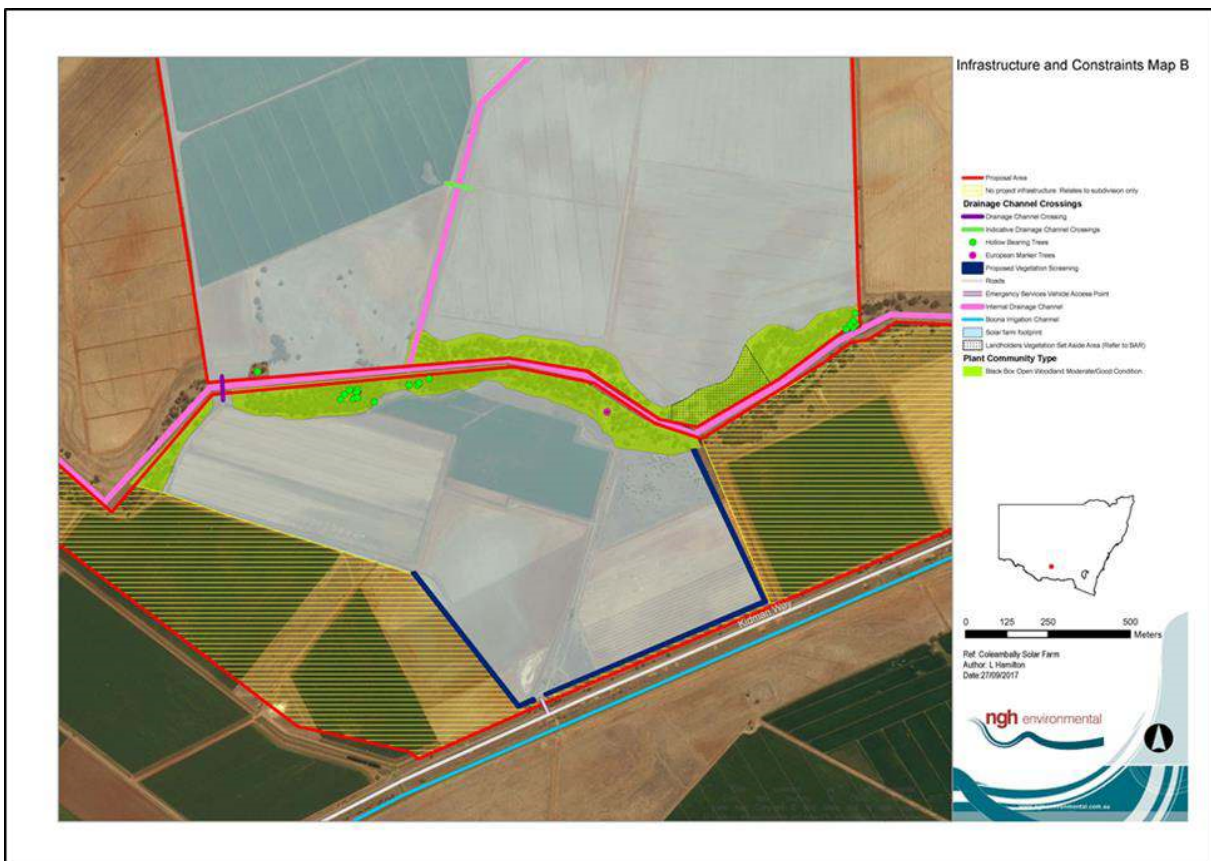 Infrastructure and Constraints Map B
Proposal Area
No project infrastructure. Relates to subdivision only
Drainage Channel Crossings
Drainage Channel Crossing
Indicative Drainage Channel Crossings
Hollow Bearing Trees
European Marker Trees
Proposed Vegetation Screening
Roads
Emergency Services Vehicle Access Point
Internal Drainage Channel
Boona Irrigation Channel
Solar farm footprint
Landholders Vegetation Set Aside Area (Refer to BAR)
Plant Community Type
Black Box Open Woodland Moderate/Good Condition
Kidman Way
0 125 250 500
Meters
Ref: Coleambally Solar Farm
Author: L Hamilton
Date:27/09/2017
ngh environmental
www.nghenvironmental.com.au